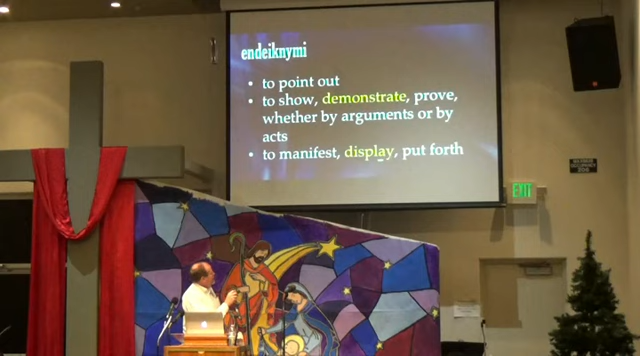 endeiknymi
• to point out
• to show, demonstrate, prove,
whether by arguments or by
acts
• to manifest, display, put forth
EXIT